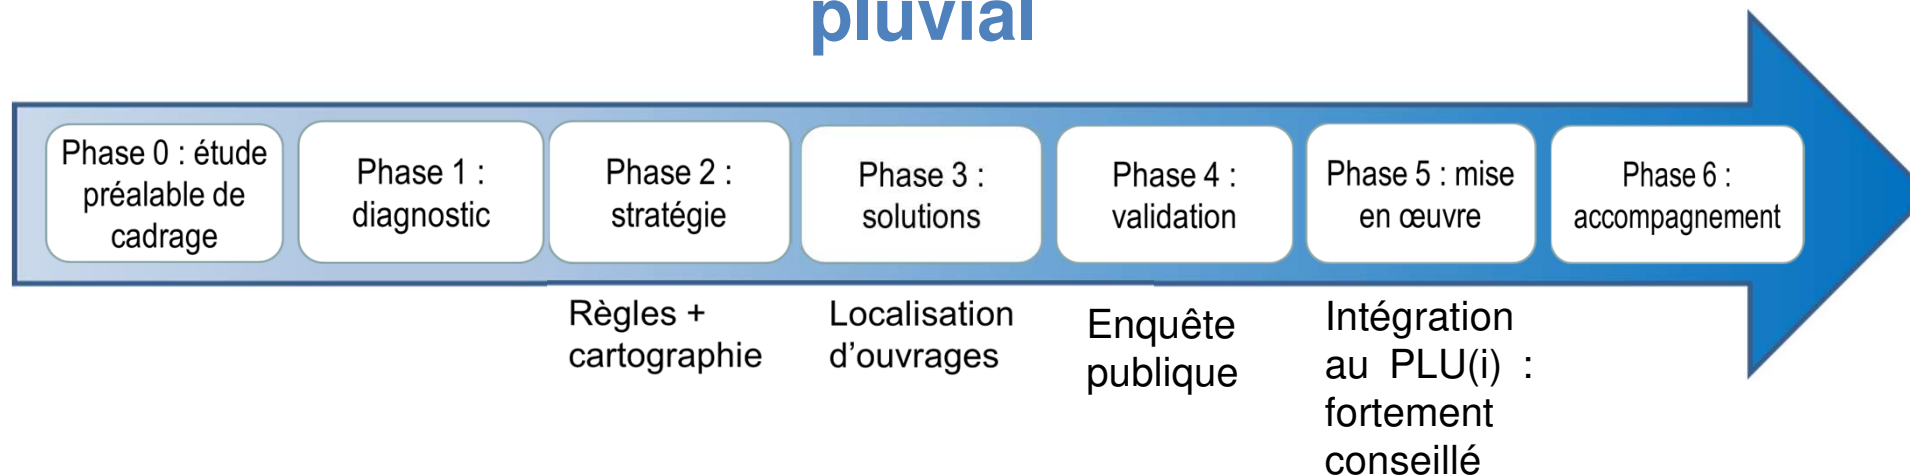 pluvial
Phase 0 : étude
préalable de
cadrage
Phase 1 :
diagnostic
Phase 2 :
stratégie
Phase 3 :
solutions
Phase 4 :
validation
Phase 5 : mise
en œuvre
Phase 6 :
accompagnement
Règles +
cartographie
Localisation
d’ouvrages
Enquête
publique
Intégration
au PLU(i) :
fortement
conseillé